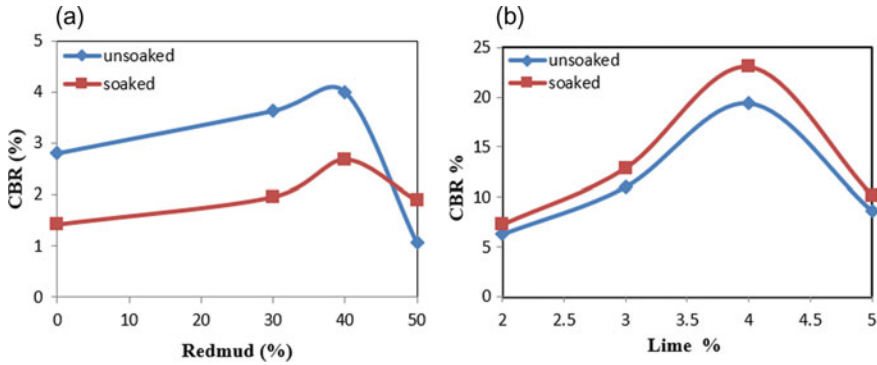 (a)
5
4
3
2
1
0
CBR (%)
unsoaked
soaked
0 10 20 30 40 50
Redmud (%)
(b)
25
20
15
10
5
0
CBR %
unsoaked
soaked
2 2.5 3 3.5 4 4.5 5
Lime %